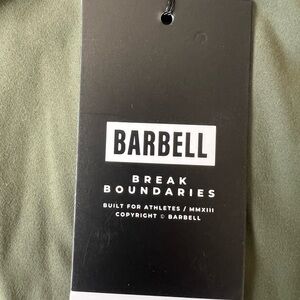 BARBELL
BREAK
BOUNDARIES
BUILT FOR ATHLETES / MMXIII
COPYRIGHT © BARBELL